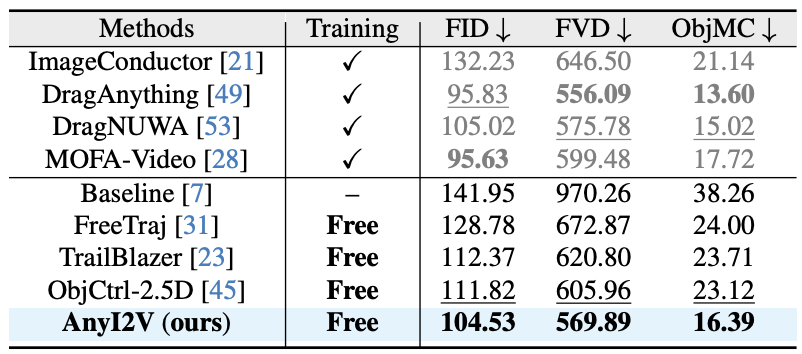 Methods Training FID ↓ FVD ↓ ObjMC ↓
ImageConductor [21] ✓ 132.23 646.50 21.14
DragAnything [49] ✓ 95.83 556.09 13.60
DragNUWA [53] ✓ 105.02 575.78 15.02
MOFA-Video [28] ✓ 95.63 599.48 17.72
Baseline [7] – 141.95 970.26 38.26
FreeTraj [31] Free 128.78 672.87 24.00
TrailBlazer [23] Free 112.37 620.80 23.71
ObjCtrl-2.5D [45] Free 111.82 605.96 23.12
AnyI2V (ours) Free 104.53 569.89 16.39